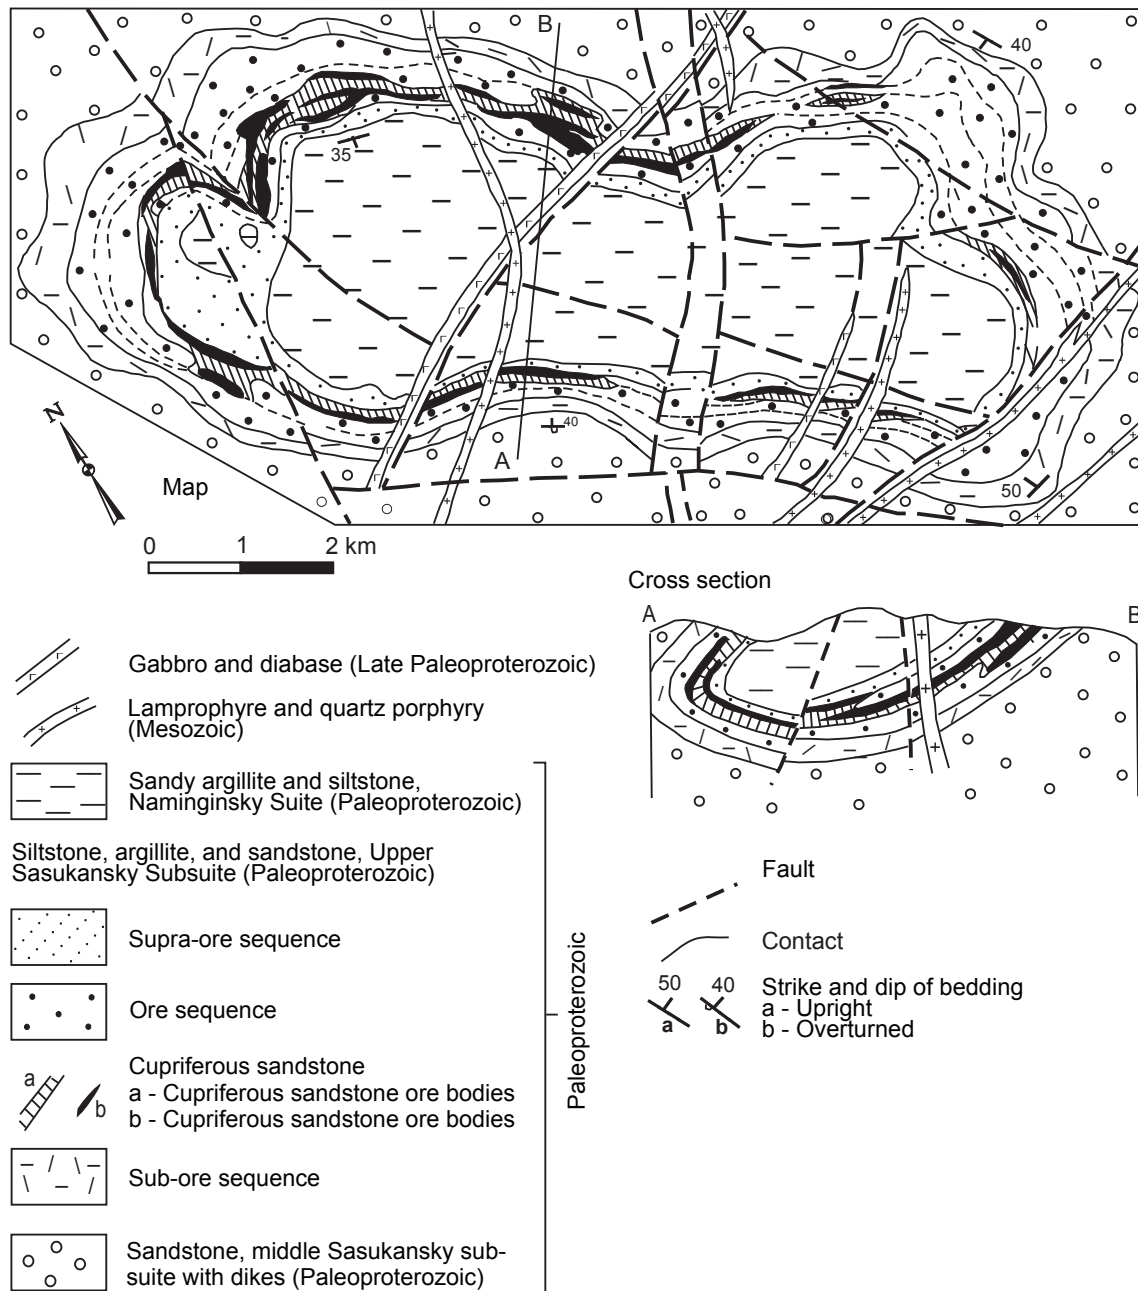 B
40
35
40
A
50
N
Map
0 1 2 km
Cross section
A B
Gabbro and diabase (Late Paleoproterozoic)
Lamprophyre and quartz porphyry
(Mesozoic)
Sandy argillite and siltstone,
Naminginsky Suite (Paleoproterozoic)
Siltstone, argillite, and sandstone, Upper
Sasukansky Subsuite (Paleoproterozoic)
Supra-ore sequence
Ore sequence
Cupriferous sandstone
a
a - Cupriferous sandstone ore bodies
b
b - Cupriferous sandstone ore bodies
Sub-ore sequence
Sandstone, middle Sasukansky sub-
suite with dikes (Paleoproterozoic)
Paleoproterozoic
Fault
Contact
50 40
a b
Strike and dip of bedding
a - Upright
b - Overturned